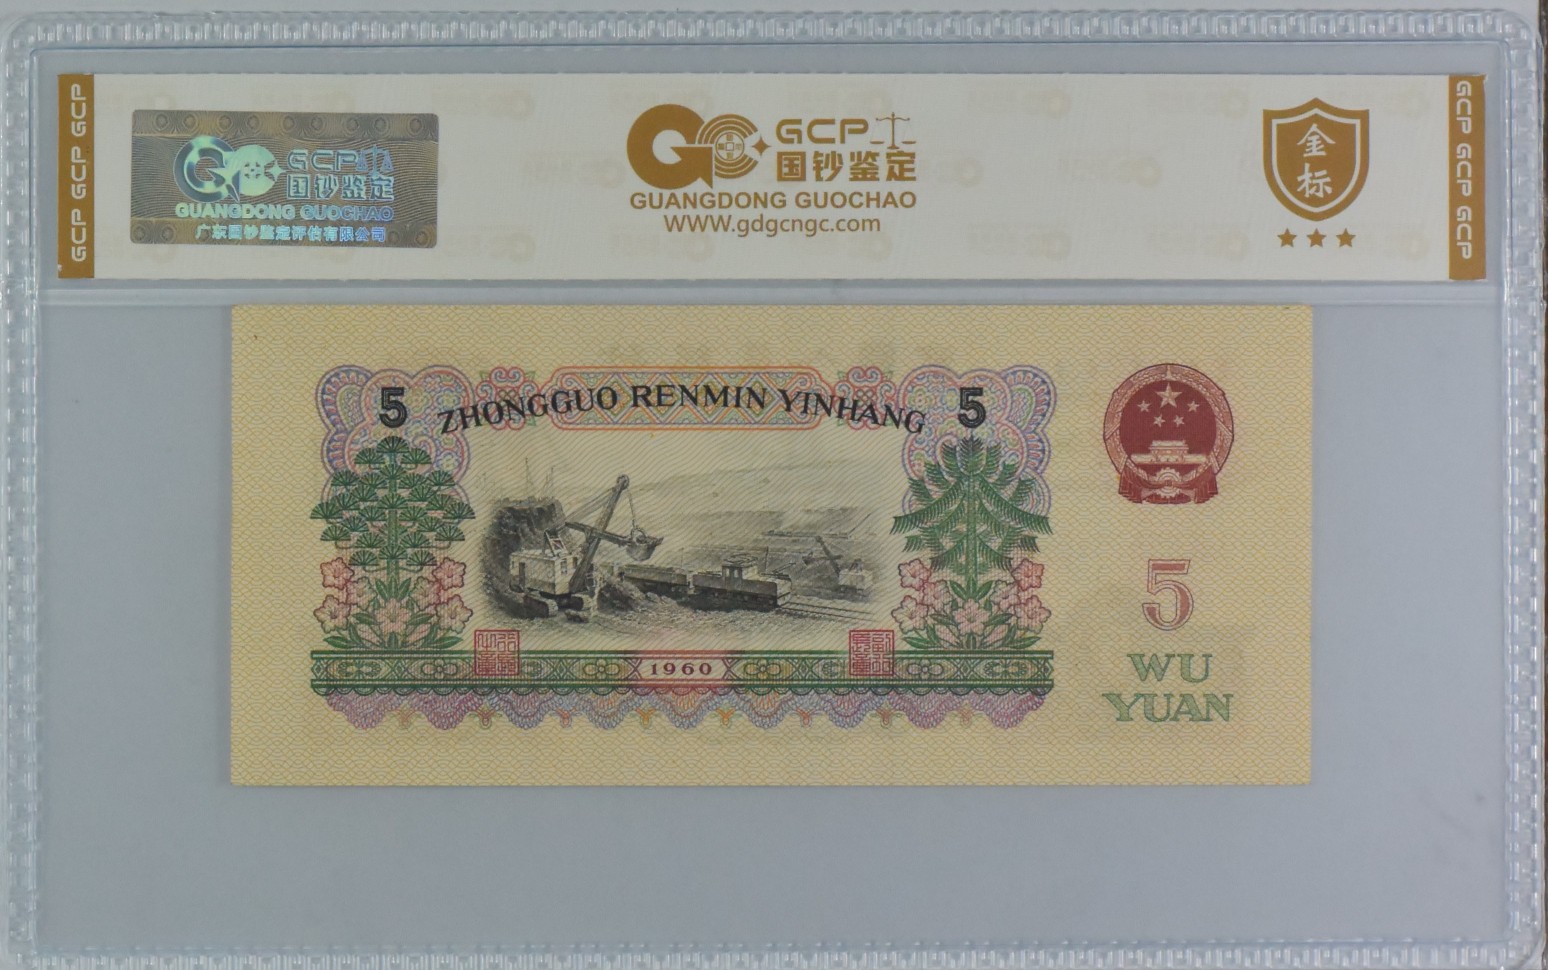 GCP GCP GCP
GCP
国钞鉴定
GUANGDONG GUOCHAO
广东国钞鉴定评估有限公司
GCP
国钞鉴定
GUANGDONG GUOCHAO
WWW.gdgcngc.com
金
标
GCP GCP GCP
5
ZHONGGUO RENMIN YINHANG
5
1960
5
WU
YUAN